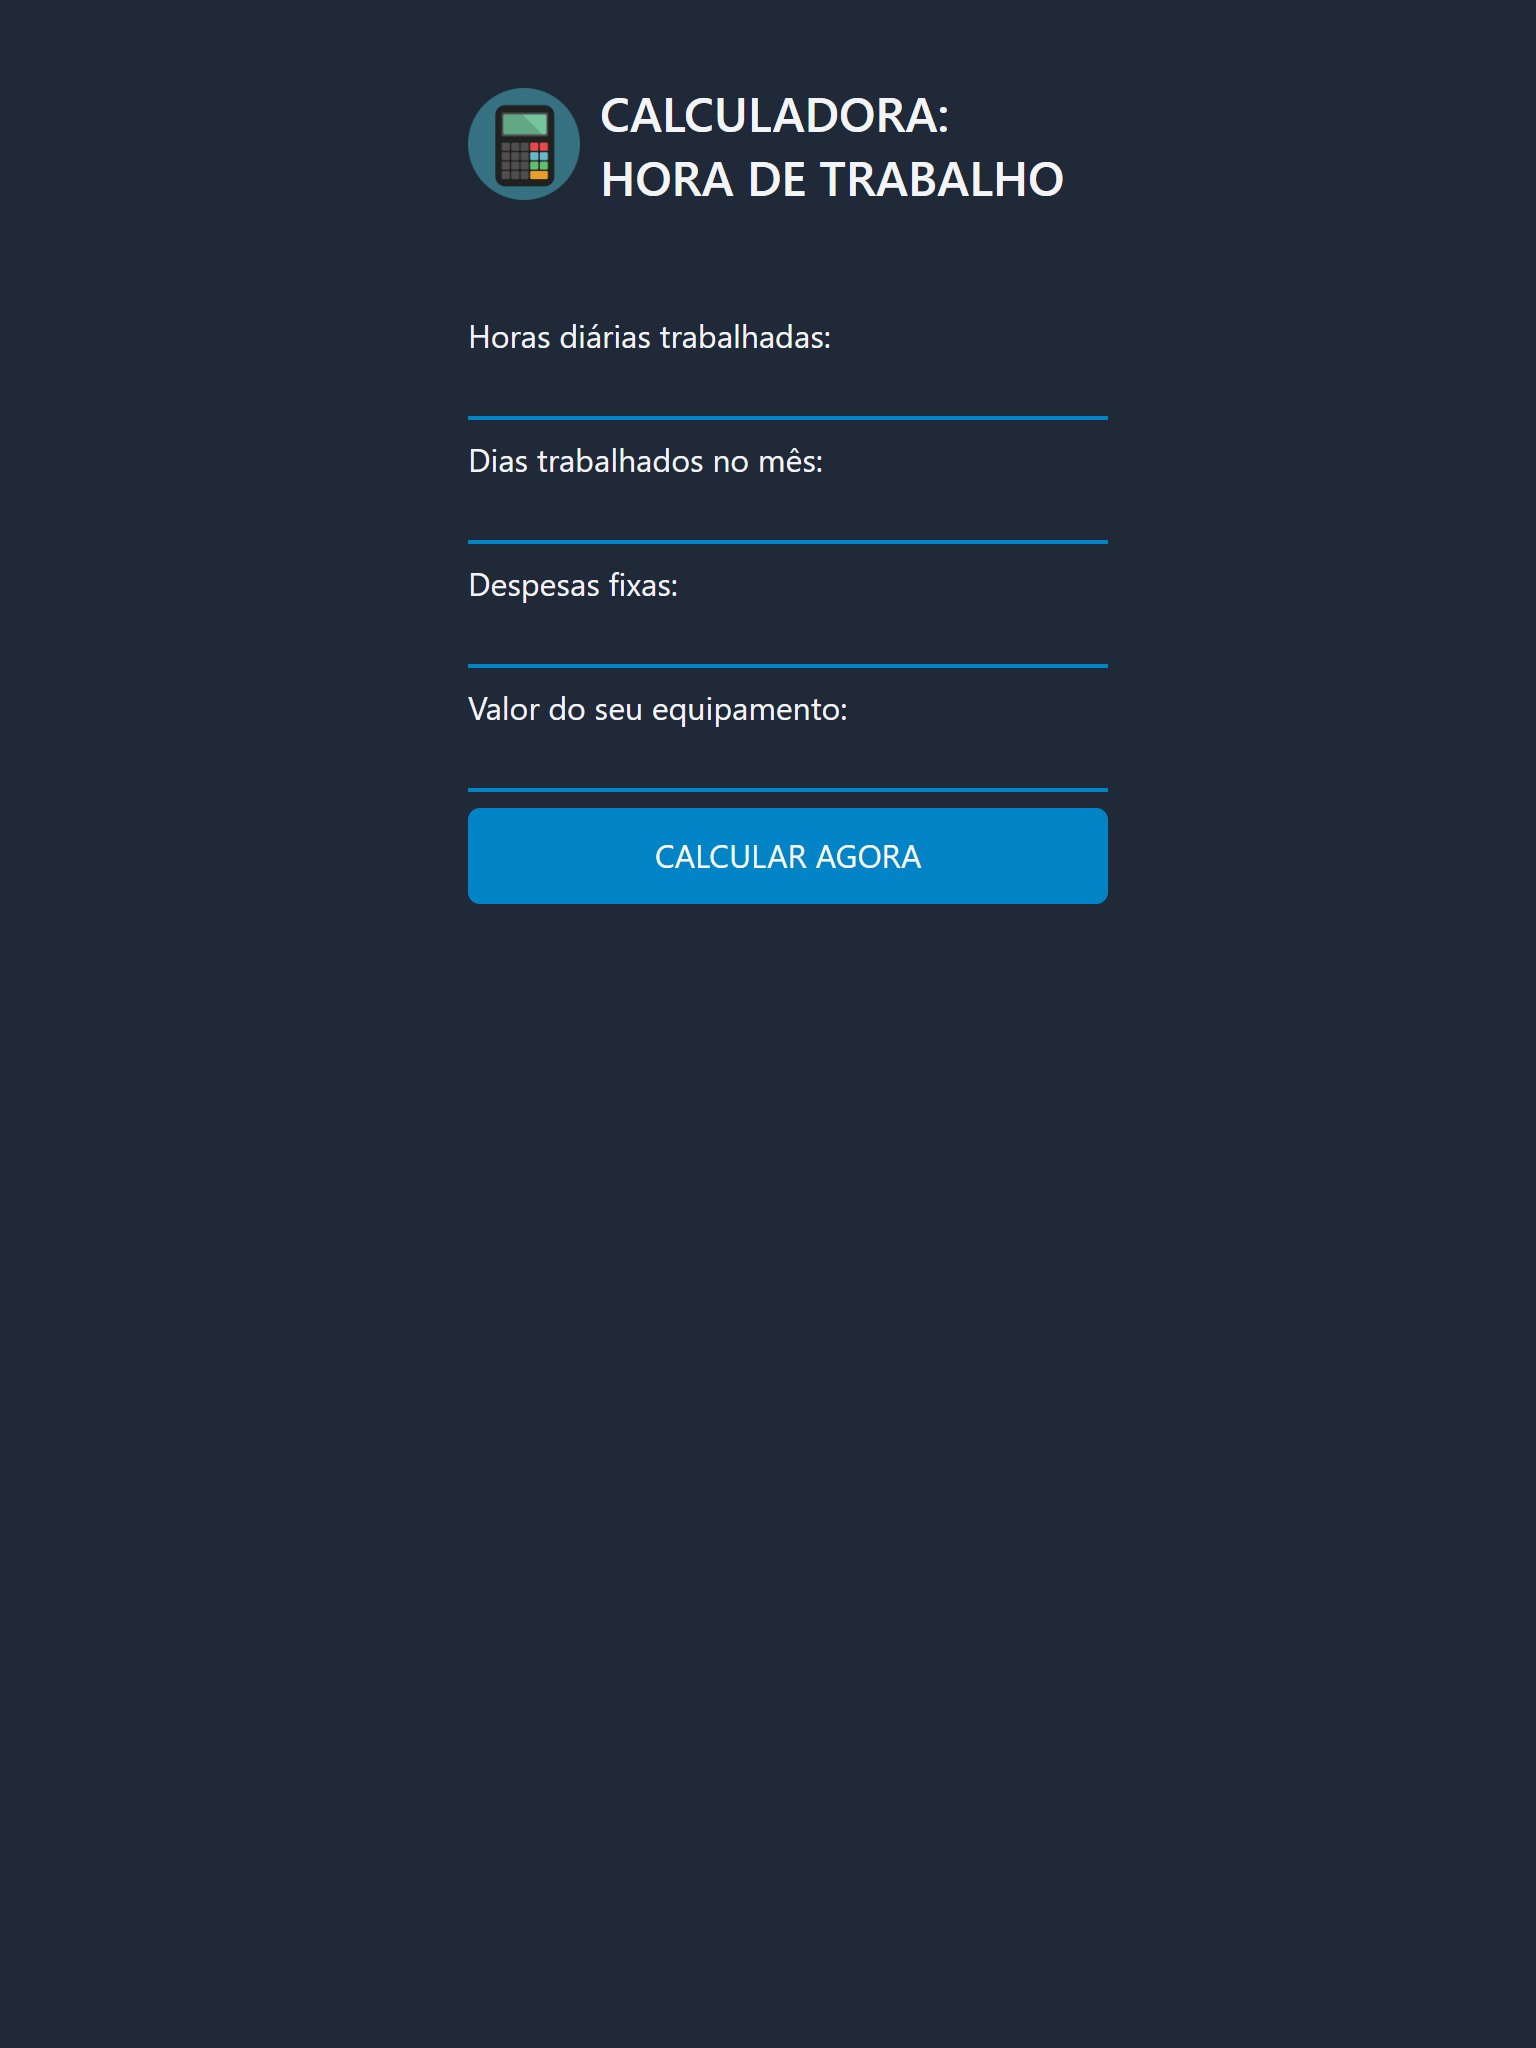 CALCULADORA:
HORA DE TRABALHO
Horas diárias trabalhadas:
Dias trabalhados no mês:
Despesas fixas:
Valor do seu equipamento:
CALCULAR AGORA